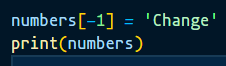 numbers[-1] = 'Change'
print(numbers)